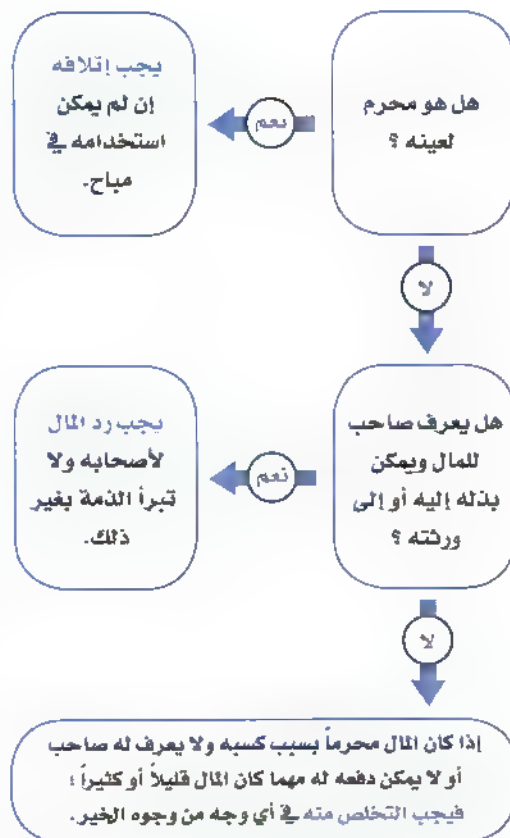 هل هو محرم
لعينه ؟
نعم
يجب إتلافه
إن لم يمكن
استخدامه في
مباح.
لا
هل يعرف صاحب
للمال ويمكن
بذله إليه أو إلى
ورثته ؟
نعم
يجب رد المال
لأصحابه ولا
تبرأ الذمة بغير
ذلك.
لا
إذا كان المال محرماً بسبب كسبه ولا يعرف له صاحب
أو لا يمكن دفعه له مهما كان المال قليلاً أو كثيراً ؛
فيجب التخلص منه في أي وجه من وجوه الخير.